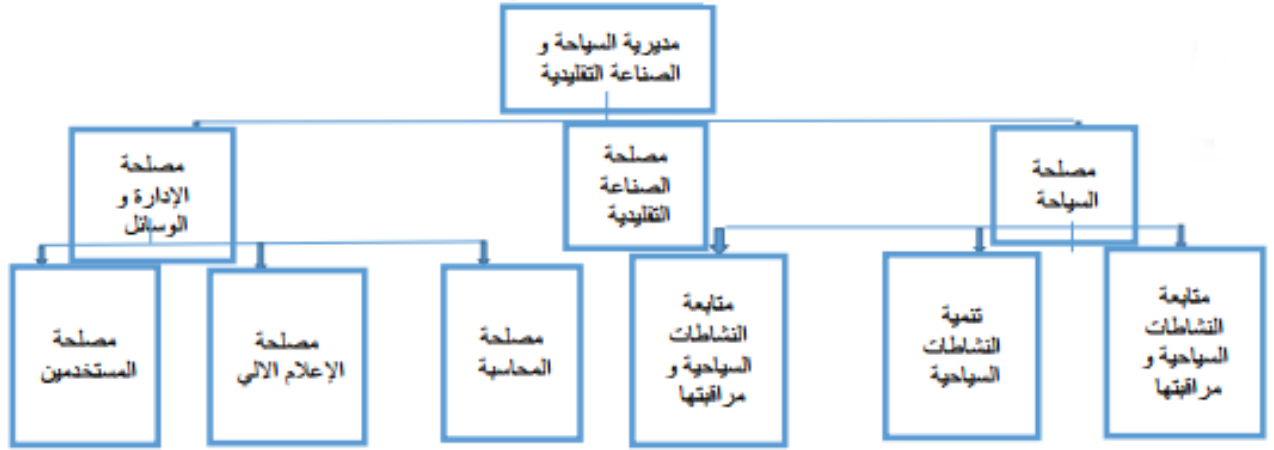 مديرية السياحة و
الصناعة التقليدية
مصلحة
السياحة
مصلحة
الصناعة
التقليدية
مصلحة
الإدارة و
الوسائل
متابعة
النشاطات
السياحية و
مراقبتها
تنمية
النشاطات
السياحية
متابعة
النشاطات
السياحية و
مراقبتها
مصلحة
المحاسبة
مصلحة
الإعلام الالي
مصلحة
المستخدمين